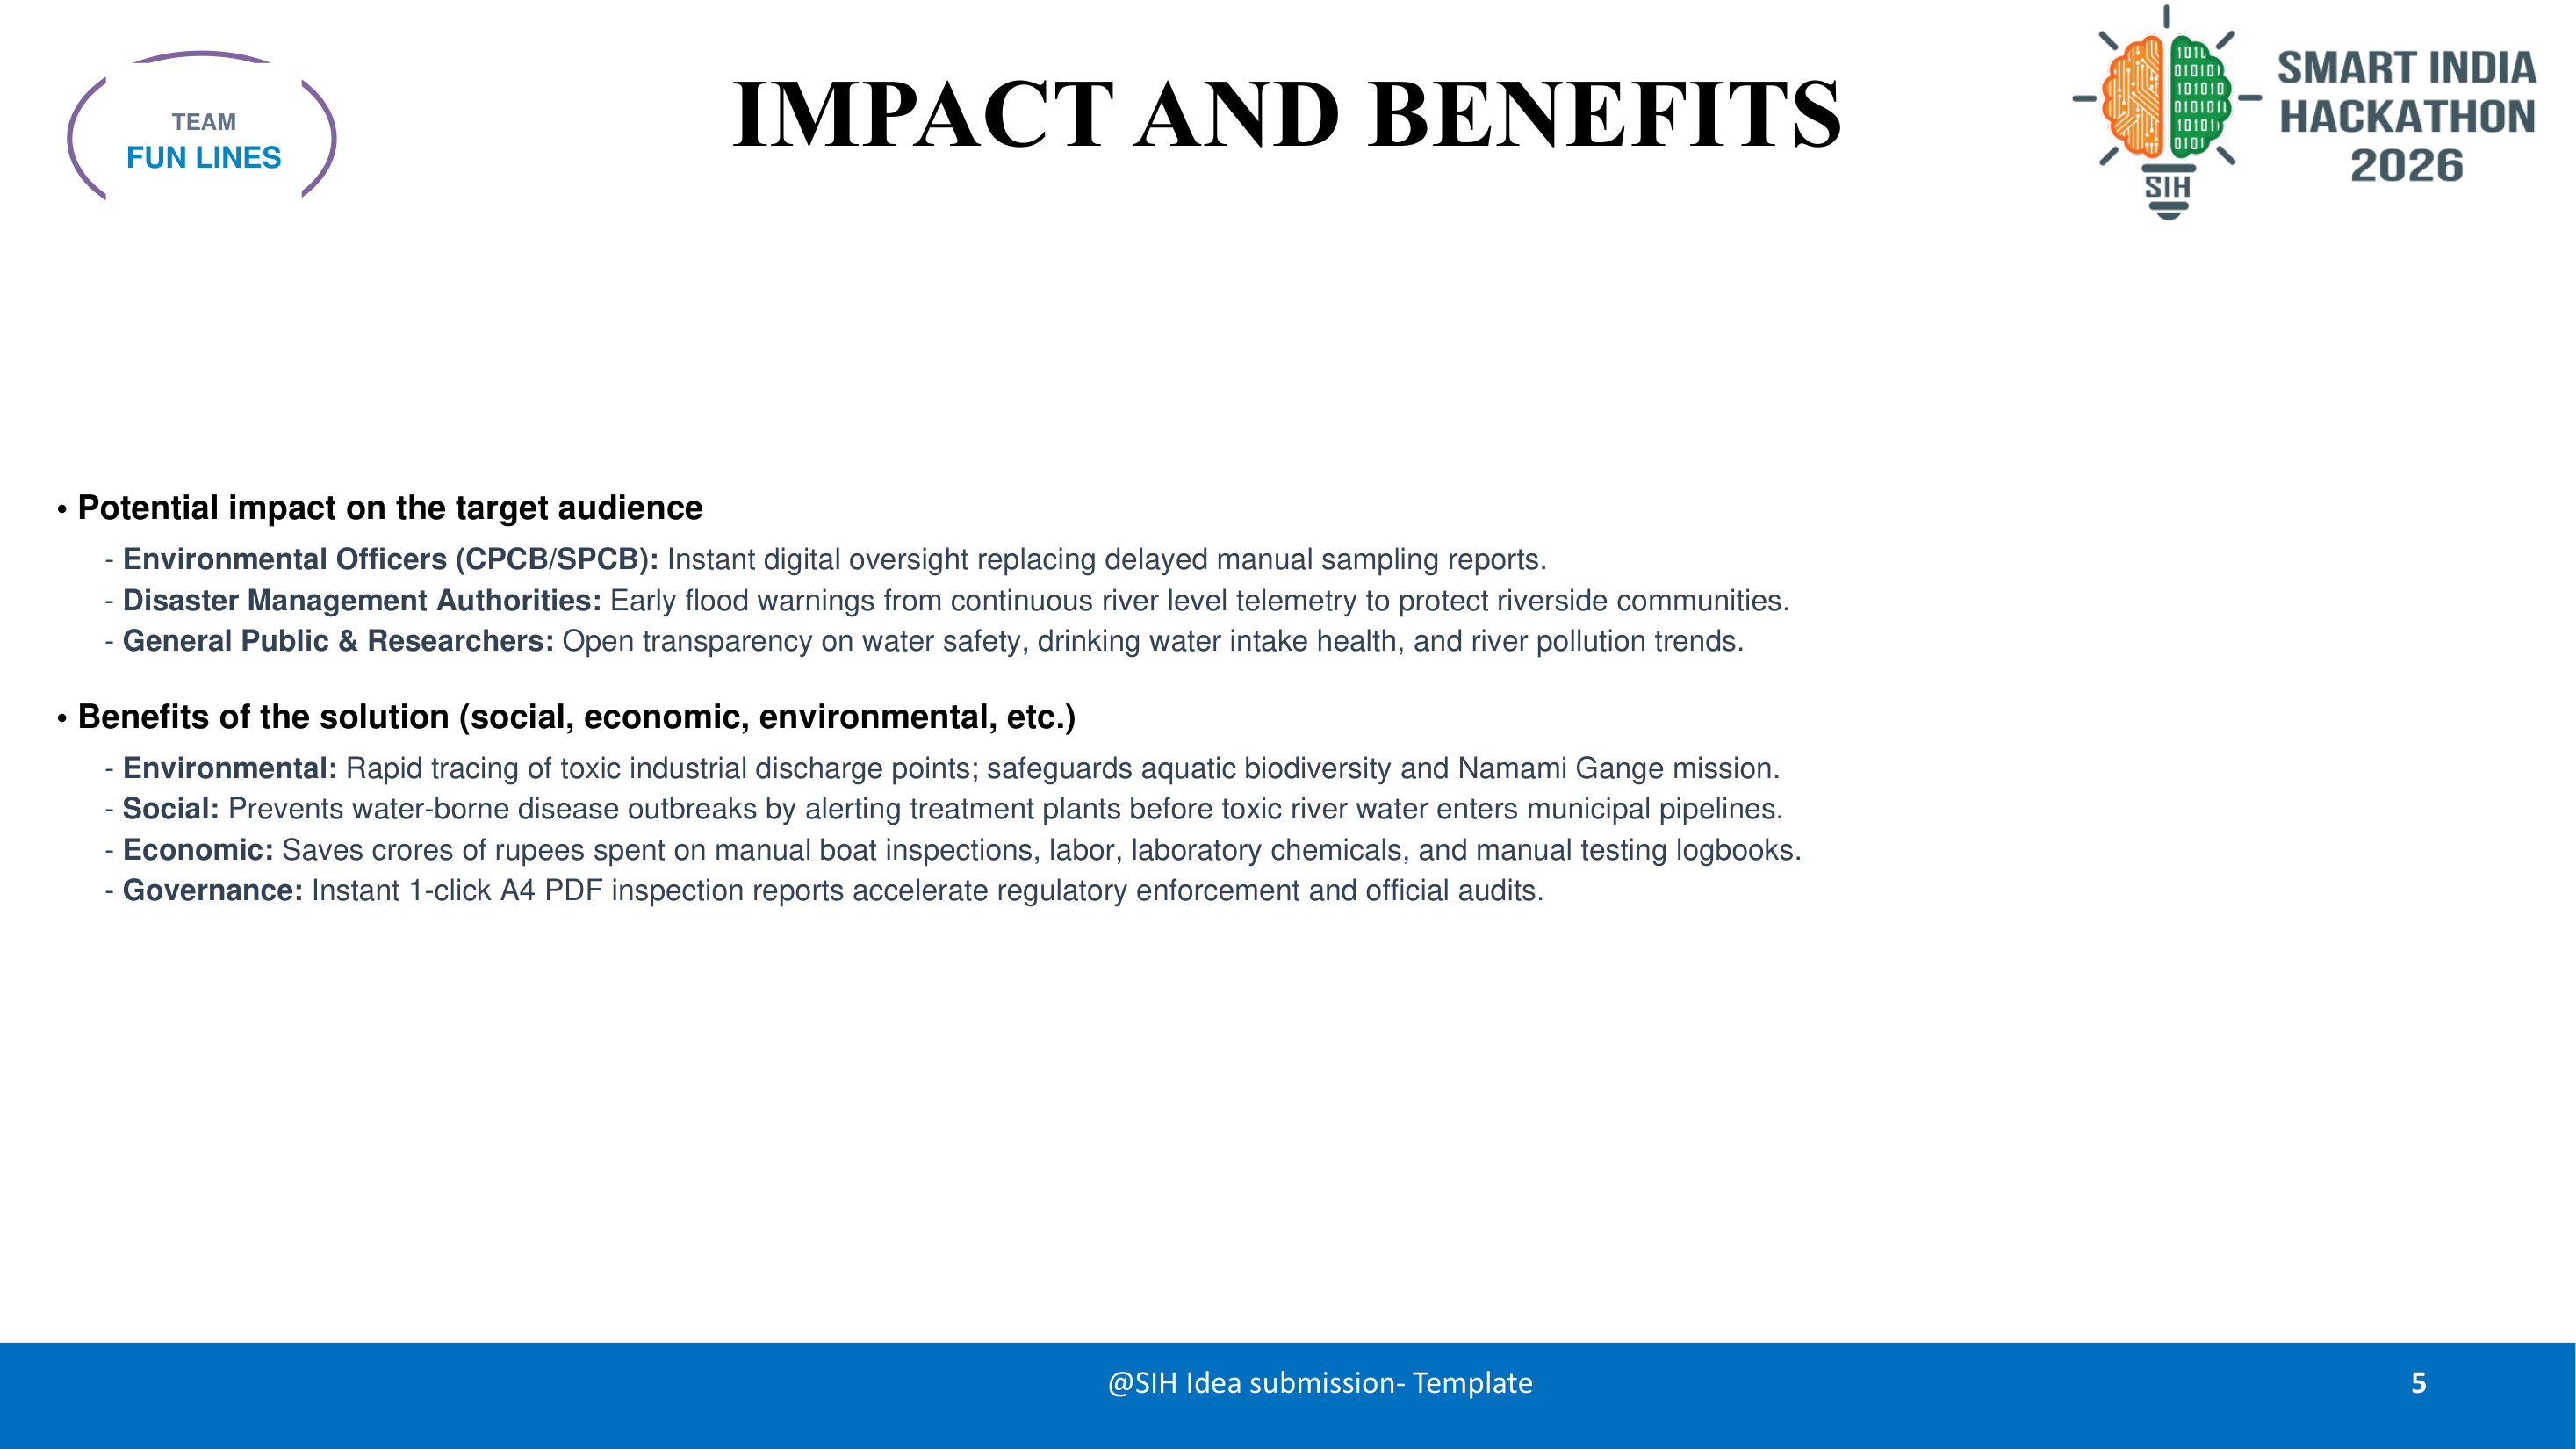 TEAM
FUN LINES
IMPACT AND BENEFITS
SMART INDIA
HACKATHON
2026
SIH
• Potential impact on the target audience
- Environmental Officers (CPCB/SPCB): Instant digital oversight replacing delayed manual sampling reports.
- Disaster Management Authorities: Early flood warnings from continuous river level telemetry to protect riverside communities.
- General Public & Researchers: Open transparency on water safety, drinking water intake health, and river pollution trends.
• Benefits of the solution (social, economic, environmental, etc.)
- Environmental: Rapid tracing of toxic industrial discharge points; safeguards aquatic biodiversity and Namami Gange mission.
- Social: Prevents water-borne disease outbreaks by alerting treatment plants before toxic river water enters municipal pipelines.
- Economic: Saves crores of rupees spent on manual boat inspections, labor, laboratory chemicals, and manual testing logbooks.
- Governance: Instant 1-click A4 PDF inspection reports accelerate regulatory enforcement and official audits.
@SIH Idea submission- Template
5